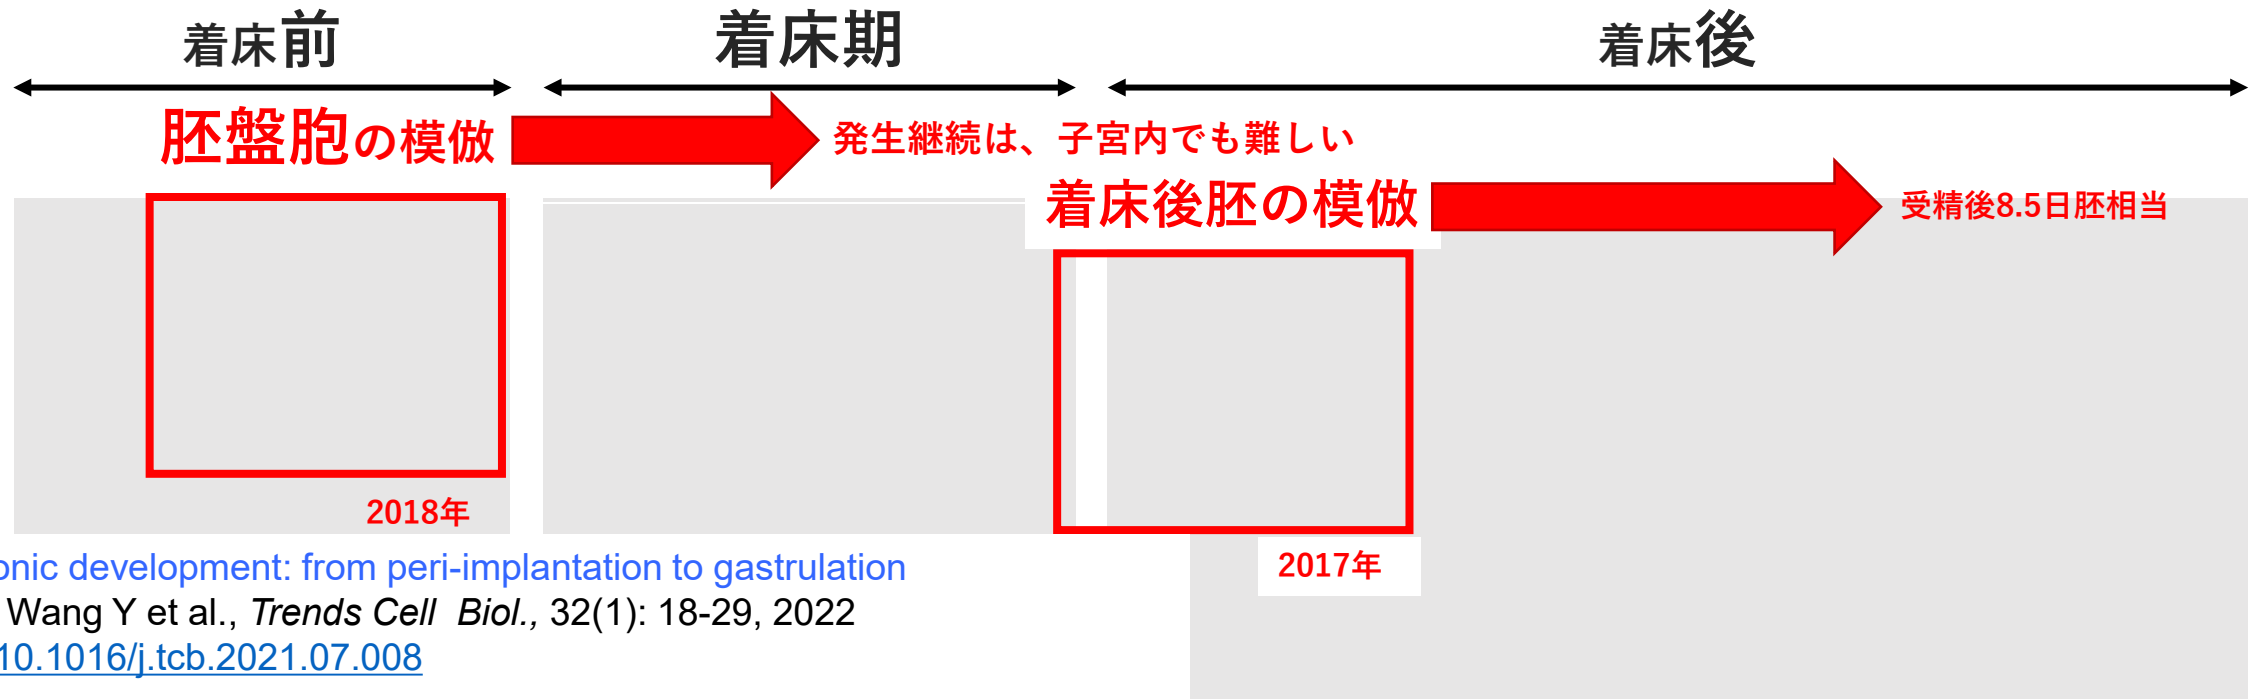 着床前
着床期
着床後
胚盤胞の模倣
発生継続は、子宮内でも難しい
着床後胚の模倣
受精後8.5日胚相当
2018年
2017年
onic development: from peri-implantation to gastrulation
Wang Y et al., Trends Cell Biol., 32(1): 18-29, 2022
10.1016/j.tcb.2021.07.008